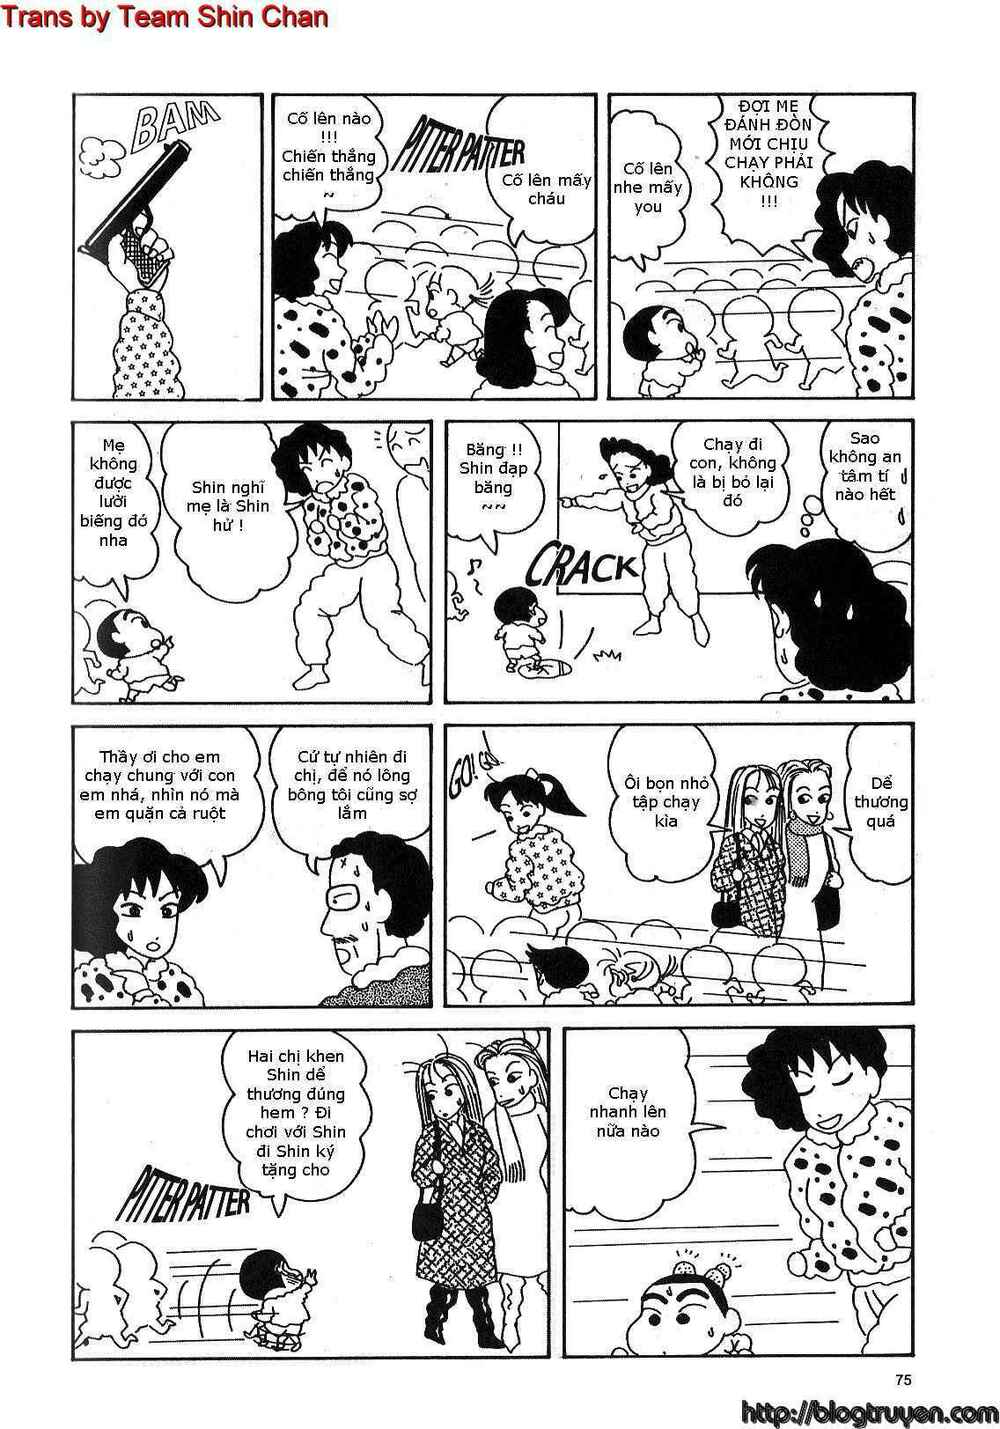 Trans by Team Shin Chan
BAM
Cố lên nào
!!!
Chiến thắng
chiến thắng
~
PITTER PATTER
Cố lên mấy
cháu
Cố lên
nhe mấy
you
ĐỢI MẸ
ĐÁNH ĐÒN
MỚI CHỊU
CHẠY PHẢI
KHÔNG
!!!
Mẹ
không
được
lười
biếng đó
nha
Shin nghĩ
mẹ là Shin
hử !
Băng !!
Shin đạp
băng
~~
CRACK
Chạy đi
con, không
là bị bỏ lại
đó
Sao
không an
tâm tí
nào hết
Thầy ơi cho em
chạy chung với con
em nhá, nhìn nó mà
em quặn cả ruột
Cứ tự nhiên đi
chị, để nó lông
bông tôi cũng sợ
lắm
GO! GO.
Ôi bọn nhỏ
tập chạy
kìa
Dể
thương
quá
PITTER PATTER
Hai chị khen
Shin dể
thương đúng
hem ? Đi
chơi với Shin
đi Shin ký
tặng cho
Chạy
nhanh lên
nữa nào
75
http://blogtruyen.com